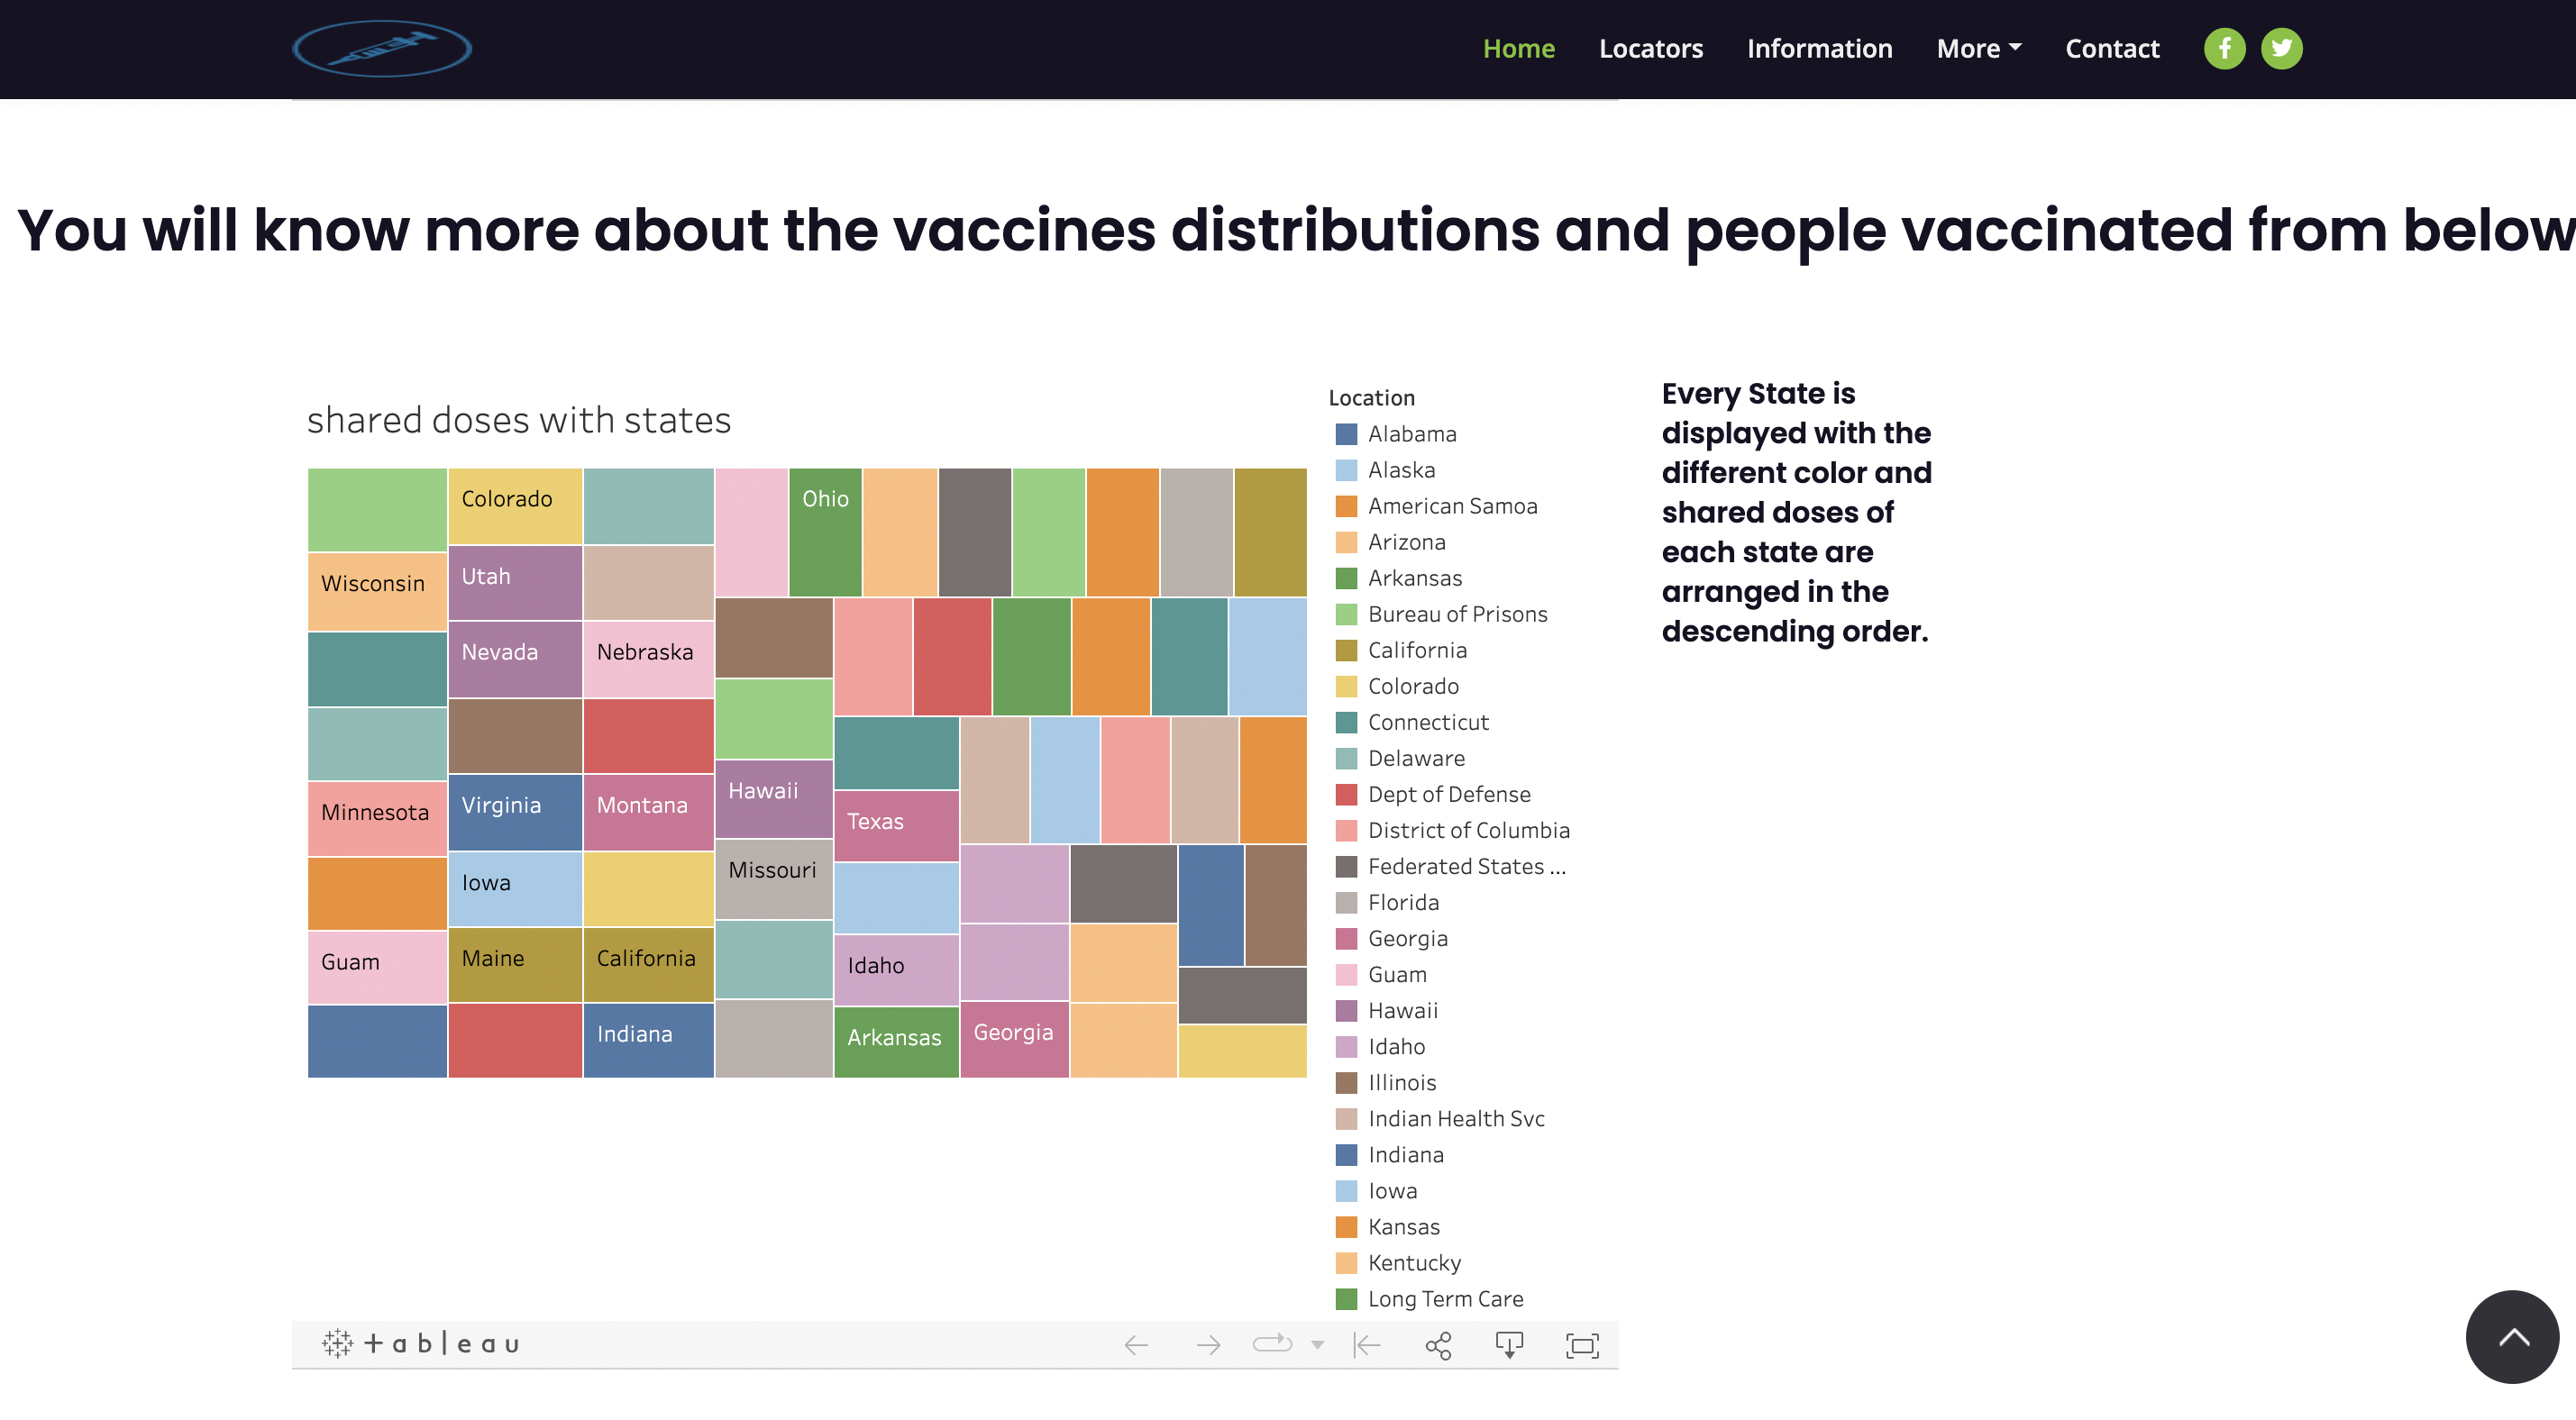 Home Locators Information More Contact
You will know more about the vaccines distributions and people vaccinated from below
shared doses with states
Colorado
Ohio
Wisconsin
Utah
Nevada
Nebraska
Minnesota
Virginia
Montana
Hawaii
Texas
Iowa
Missouri
Guam
Maine
California
Idaho
Indiana
Arkansas
Georgia
Location
Alabama
Alaska
American Samoa
Arizona
Arkansas
Bureau of Prisons
California
Colorado
Connecticut
Delaware
Dept of Defense
District of Columbia
Federated States ...
Florida
Georgia
Guam
Hawaii
Idaho
Illinois
Indian Health Svc
Indiana
Iowa
Kansas
Kentucky
Long Term Care
Every State is
displayed with the
different color and
shared doses of
each state are
arranged in the
descending order.
+ableau